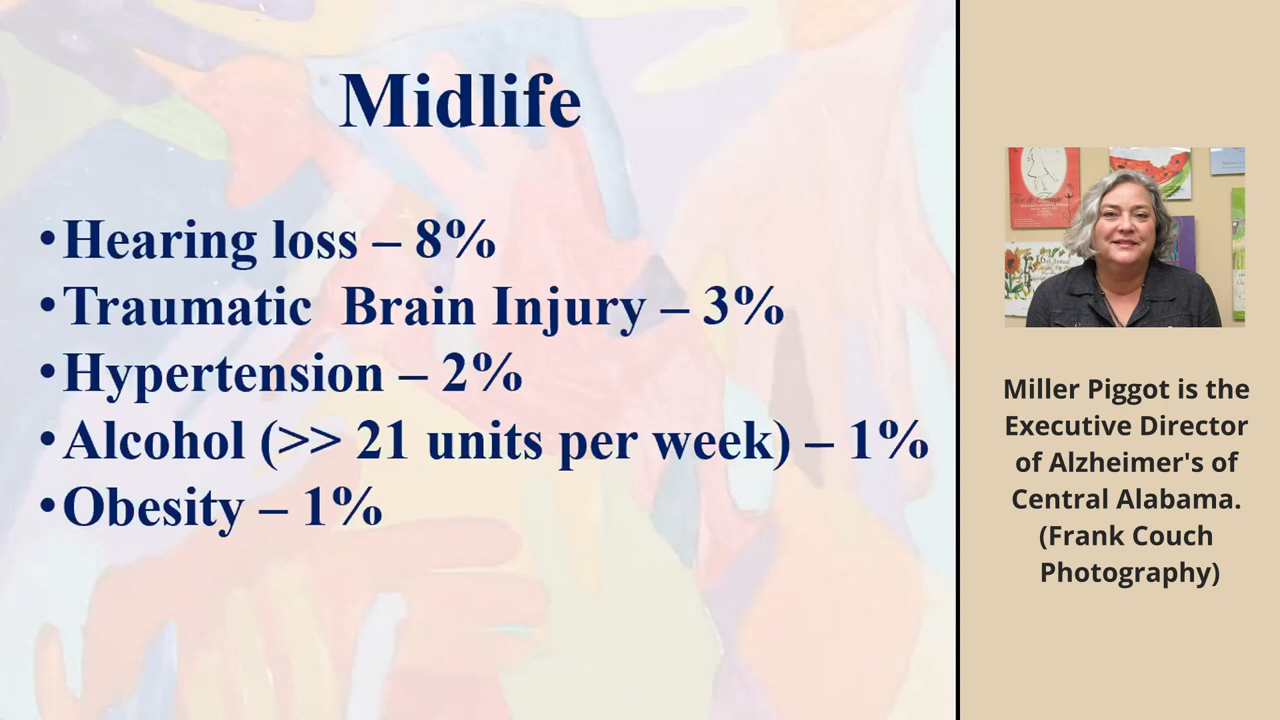 Midlife
•Hearing loss – 8%
•Traumatic  Brain Injury – 3%
•Hypertension – 2%
•Alcohol (>> 21 units per week) – 1%
•Obesity – 1%
Miller Piggot is the
Executive Director
of Alzheimer's of
Central Alabama.
(Frank Couch
Photography)